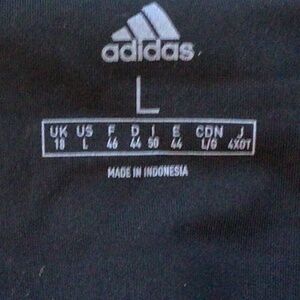 adidas
L
UK US F D I E CDN J
18 L 46 44 50 44 L/G 4XOT
MADE IN INDONESIA